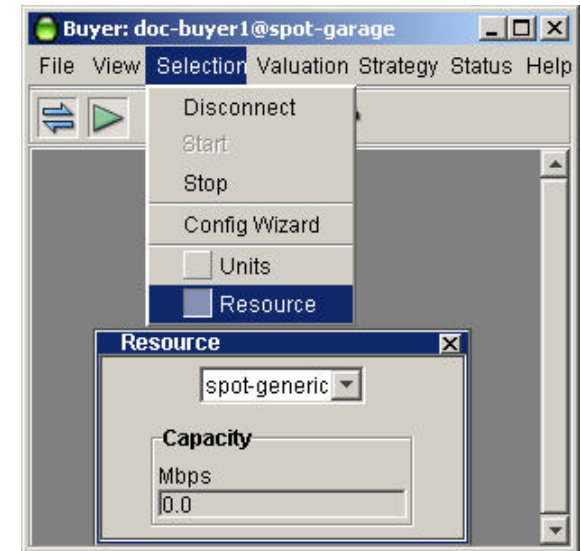 Buyer: doc-buyer1@spot-garage
File View Selection Valuation Strategy Status Help
Disconnect
Start
Stop
Config Wizard
Units
Resource
Resource
spot-generic
Capacity
Mbps
0.0